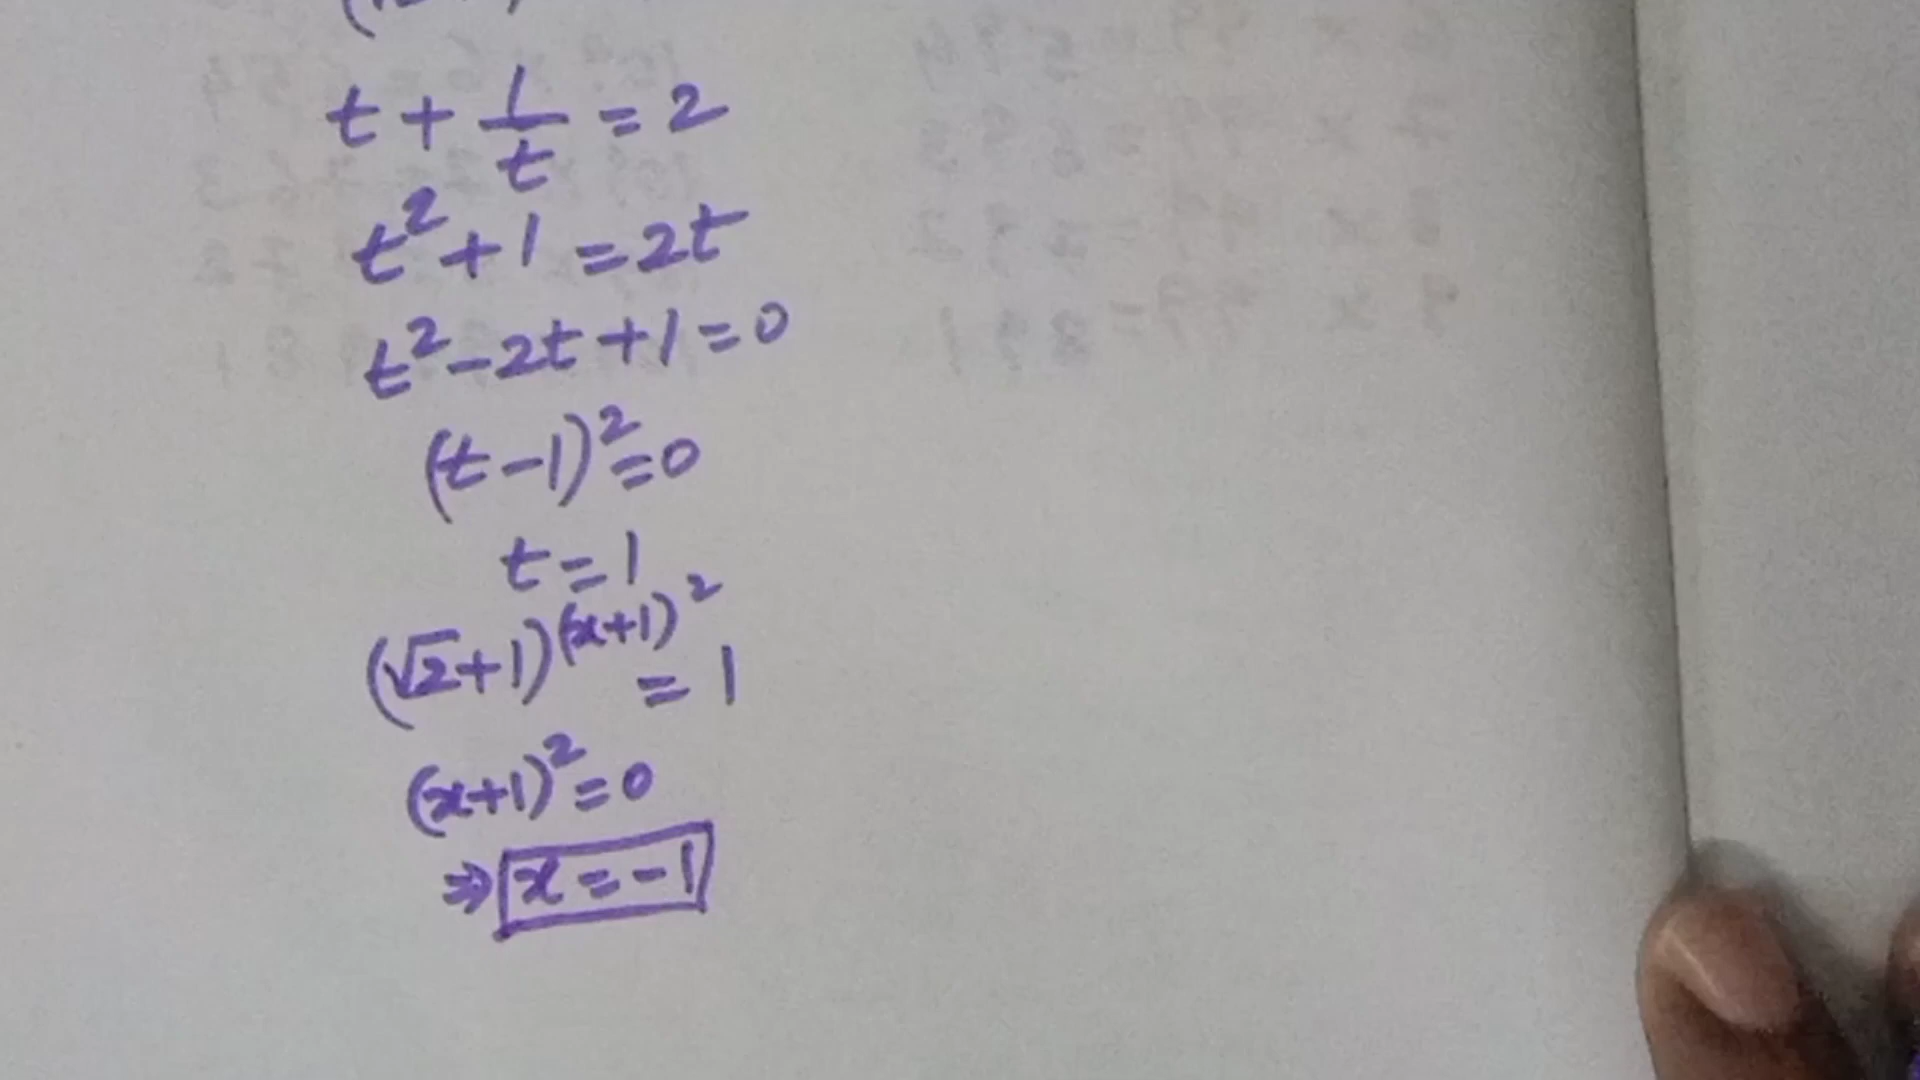 t + 1/t = 2
t² + 1 = 2t
t² - 2t + 1 = 0
(t - 1)² = 0
t = 1
(√2 + 1)^(x+1)² = 1
(x+1)² = 0
⇒ x = -1